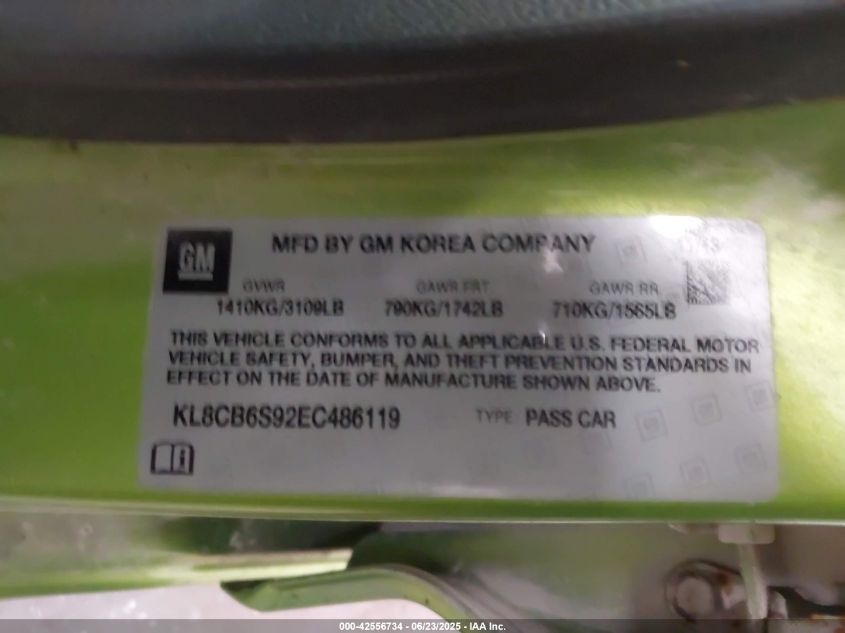 GM
MFD BY GM KOREA COMPANY
GVWR GAWR FRT GAWR RR
1410KG/3109LB 790KG/1742LB 710KG/1565LB
THIS VEHICLE CONFORMS TO ALL APPLICABLE U.S. FEDERAL MOTOR
VEHICLE SAFETY, BUMPER, AND THEFT PREVENTION STANDARDS IN
EFFECT ON THE DATE OF MANUFACTURE SHOWN ABOVE.
KL8CB6S92EC486119 TYPE PASS CAR
000-42556734 - 06/23/2025 - IAA Inc.